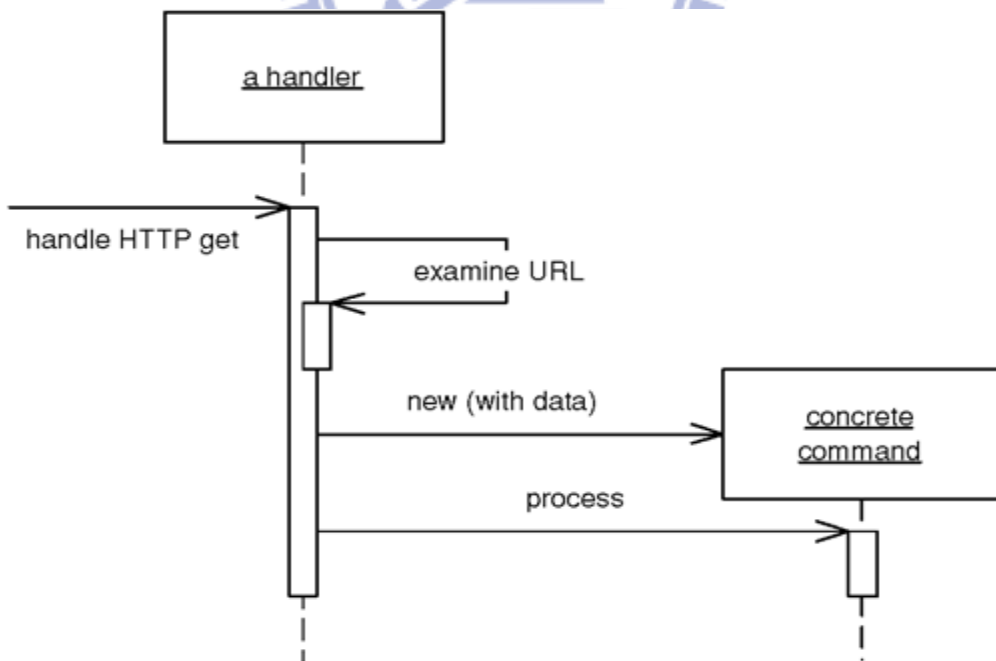 a handler
handle HTTP get
examine URL
new (with data)
concrete
command
process